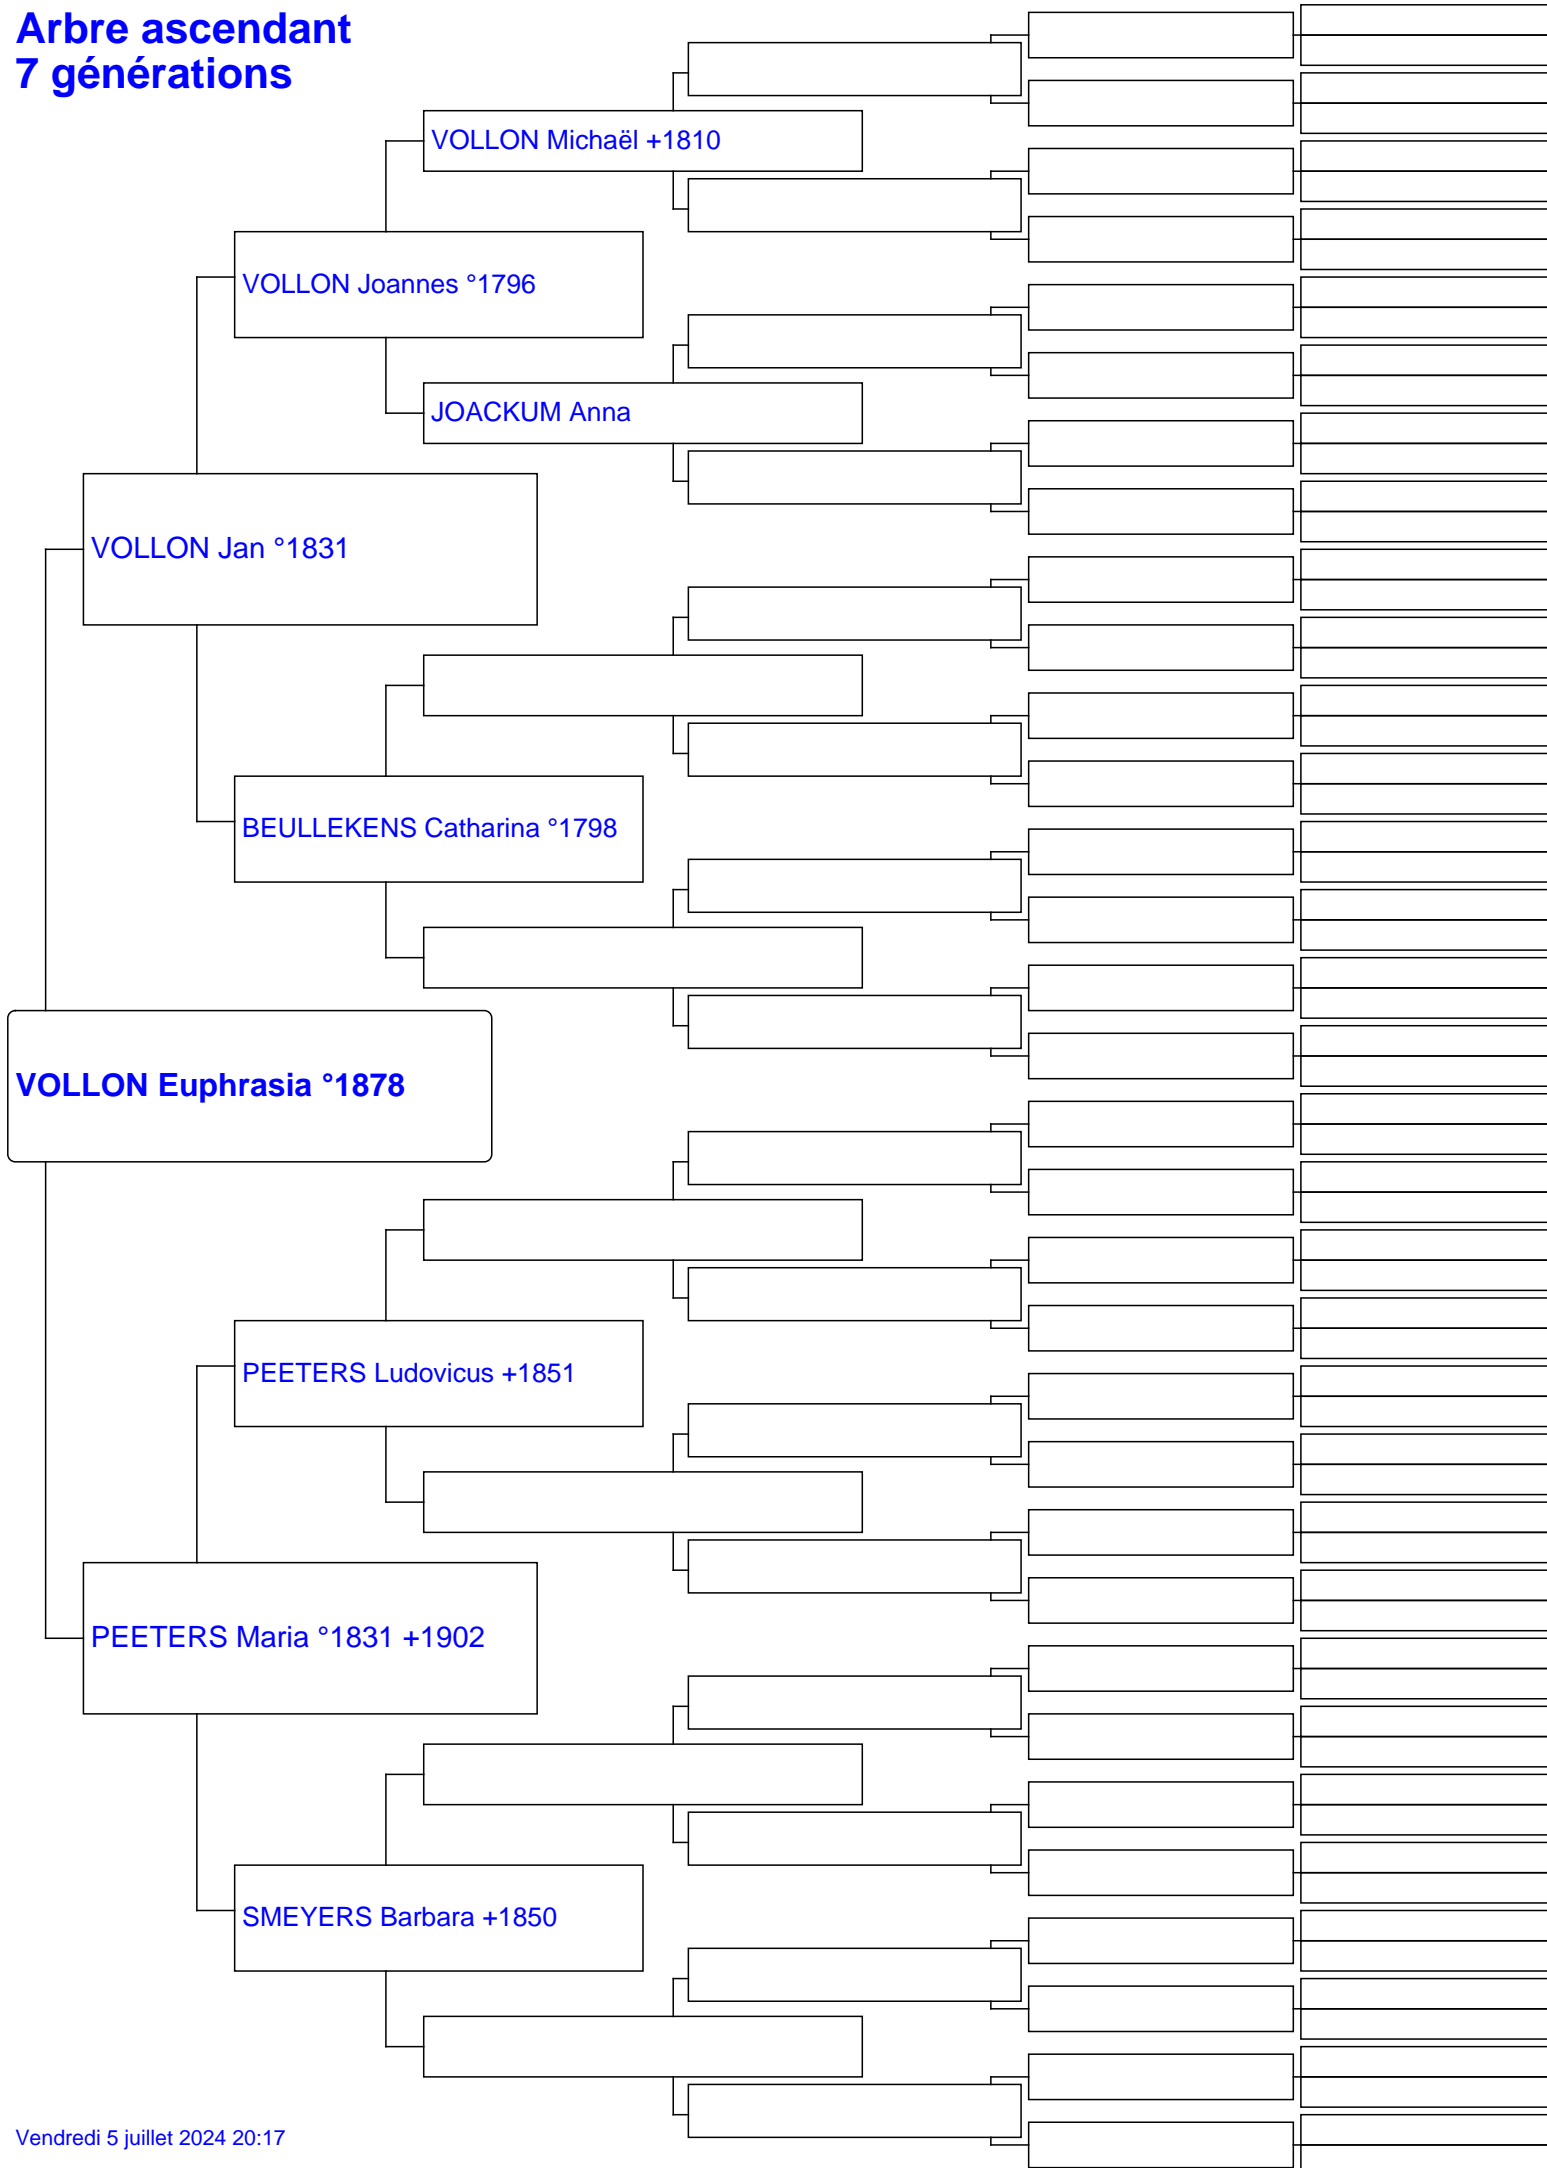 Arbre ascendant
7 générations
VOLLON Michaël +1810
VOLLON Joannes °1796
JOACKUM Anna
VOLLON Jan °1831
BEULLEKENS Catharina °1798
VOLLON Euphrasia °1878
PEETERS Ludovicus +1851
PEETERS Maria °1831 +1902
SMEYERS Barbara +1850
Vendredi 5 juillet 2024 20:17